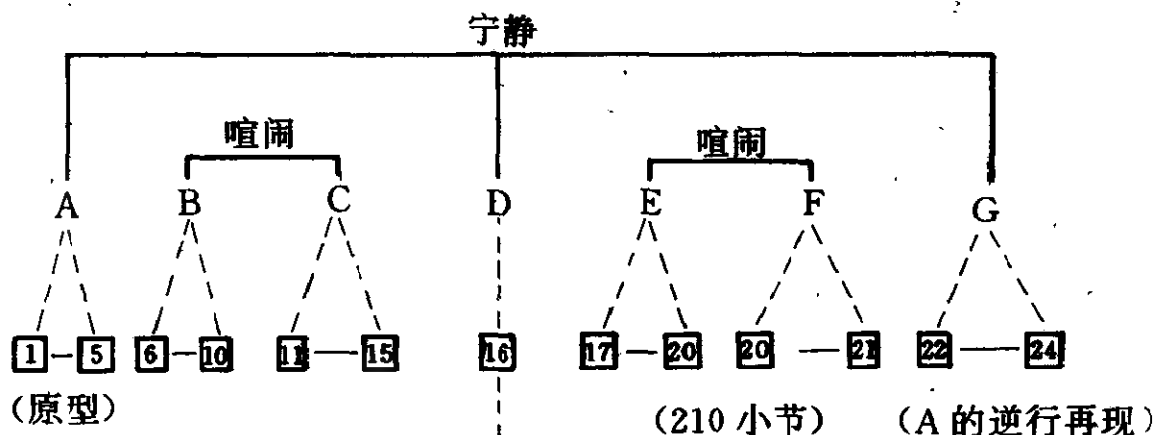 宁静
喧闹 喧闹
A B C D E F G
1 — 5 6 — 10 11 — 15 16 17 — 20 20 — 21 22 — 24
(原型) (210 小节) (A 的逆行再现)